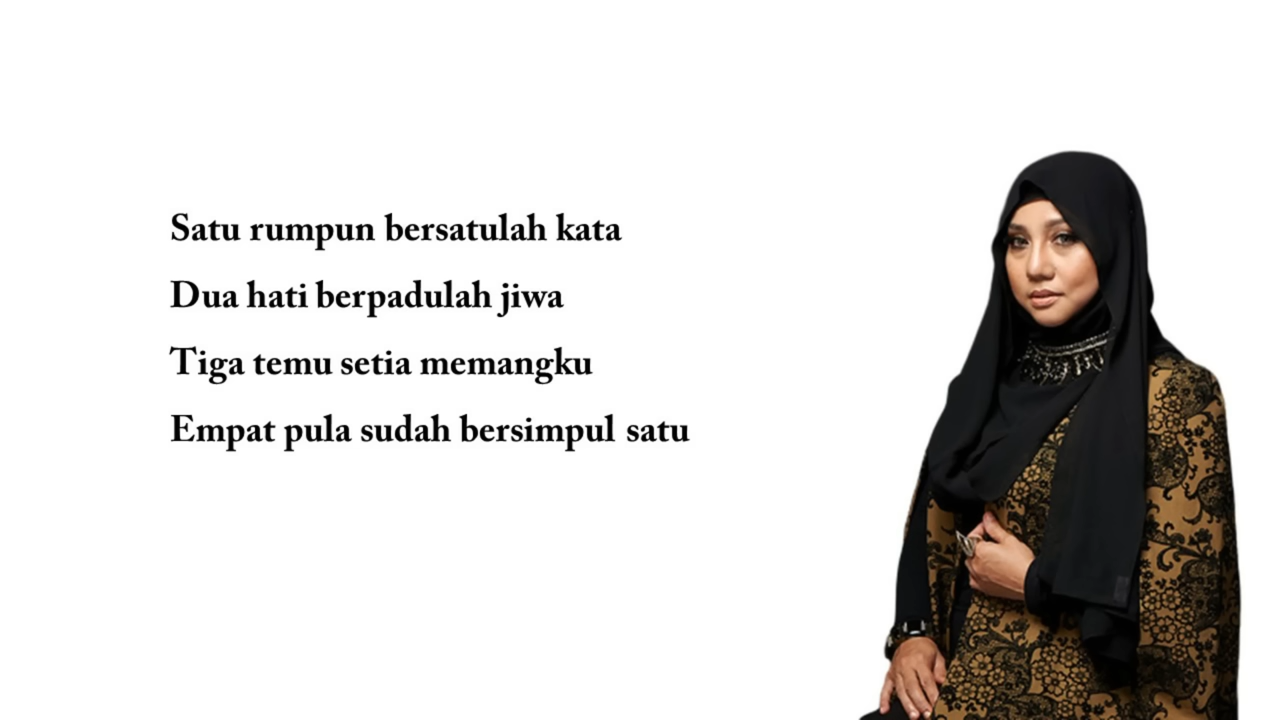 Satu rumpun bersatulah kata
Dua hati berpadulah jiwa
Tiga temu setia memangku
Empat pula sudah bersimpul satu